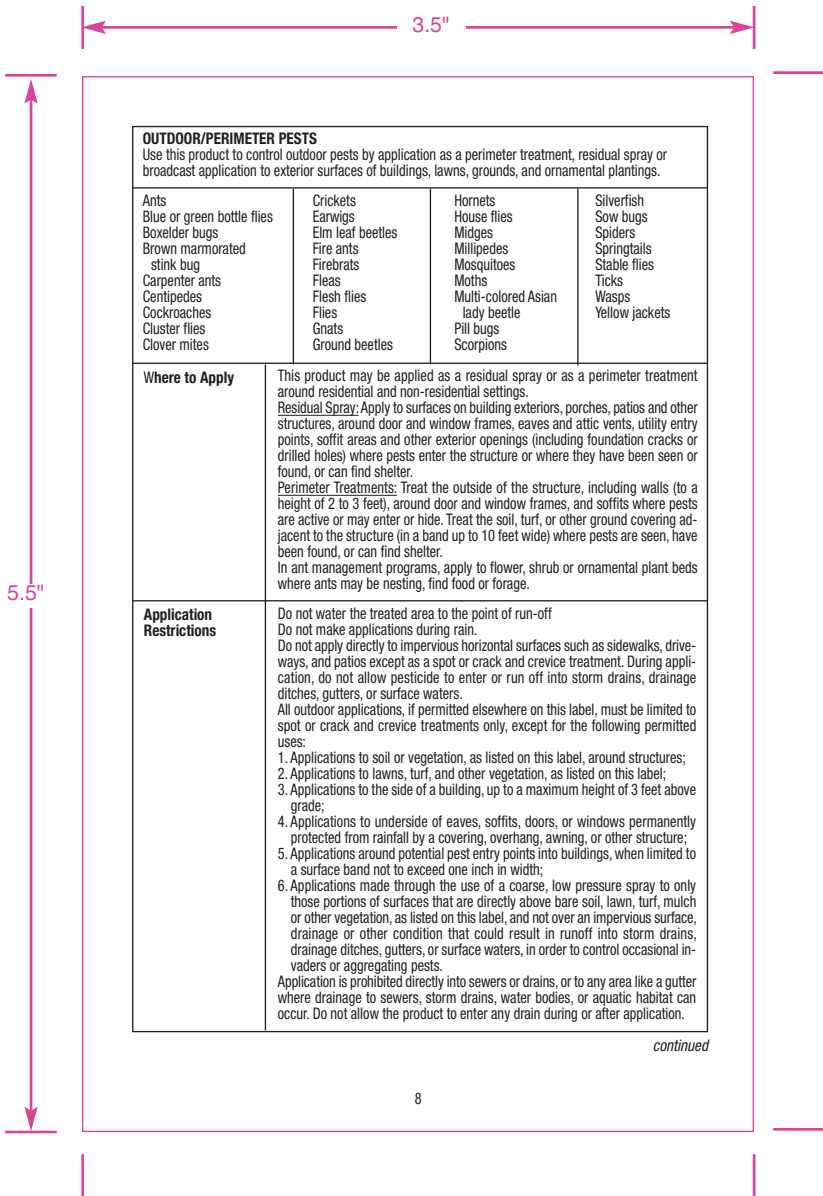 3.5"
5.5"
OUTDOOR/PERIMETER PESTS
Use this product to control outdoor pests by application as a perimeter treatment, residual spray or
broadcast application to exterior surfaces of buildings, lawns, grounds, and ornamental plantings.
Ants
Blue or green bottle flies
Boxelder bugs
Brown marmorated
stink bug
Carpenter ants
Centipedes
Cockroaches
Cluster flies
Clover mites
Crickets
Earwigs
Elm leaf beetles
Fire ants
Firebrats
Fleas
Flesh flies
Flies
Gnats
Ground beetles
Hornets
House flies
Midges
Millipedes
Mosquitoes
Moths
Multi-colored Asian
lady beetle
Pill bugs
Scorpions
Silverfish
Sow bugs
Spiders
Springtails
Stable flies
Ticks
Wasps
Yellow jackets
Where to Apply
This product may be applied as a residual spray or as a perimeter treatment
around residential and non-residential settings.
Residual Spray: Apply to surfaces on building exteriors, porches, patios and other
structures, around door and window frames, eaves and attic vents, utility entry
points, soffit areas and other exterior openings (including foundation cracks or
drilled holes) where pests enter the structure or where they have been seen or
found, or can find shelter.
Perimeter Treatments: Treat the outside of the structure, including walls (to a
height of 2 to 3 feet), around door and window frames, and soffits where pests
are active or may enter or hide. Treat the soil, turf, or other ground covering ad-
jacent to the structure (in a band up to 10 feet wide) where pests are seen, have
been found, or can find shelter.
In ant management programs, apply to flower, shrub or ornamental plant beds
where ants may be nesting, find food or forage.
Application
Restrictions
Do not water the treated area to the point of run-off
Do not make applications during rain.
Do not apply directly to impervious horizontal surfaces such as sidewalks, drive-
ways, and patios except as a spot or crack and crevice treatment. During appli-
cation, do not allow pesticide to enter or run off into storm drains, drainage
ditches, gutters, or surface waters.
All outdoor applications, if permitted elsewhere on this label, must be limited to
spot or crack and crevice treatments only, except for the following permitted
uses:
1. Applications to soil or vegetation, as listed on this label, around structures;
2. Applications to lawns, turf, and other vegetation, as listed on this label;
3. Applications to the side of a building, up to a maximum height of 3 feet above
grade;
4. Applications to underside of eaves, soffits, doors, or windows permanently
protected from rainfall by a covering, overhang, awning, or other structure;
5. Applications around potential pest entry points into buildings, when limited to
a surface band not to exceed one inch in width;
6. Applications made through the use of a coarse, low pressure spray to only
those portions of surfaces that are directly above bare soil, lawn, turf, mulch
or other vegetation, as listed on this label, and not over an impervious surface,
drainage or other condition that could result in runoff into storm drains,
drainage ditches, gutters, or surface waters, in order to control occasional in-
vaders or aggregating pests.
Application is prohibited directly into sewers or drains, or to any area like a gutter
where drainage to sewers, storm drains, water bodies, or aquatic habitat can
occur. Do not allow the product to enter any drain during or after application.
continued
8